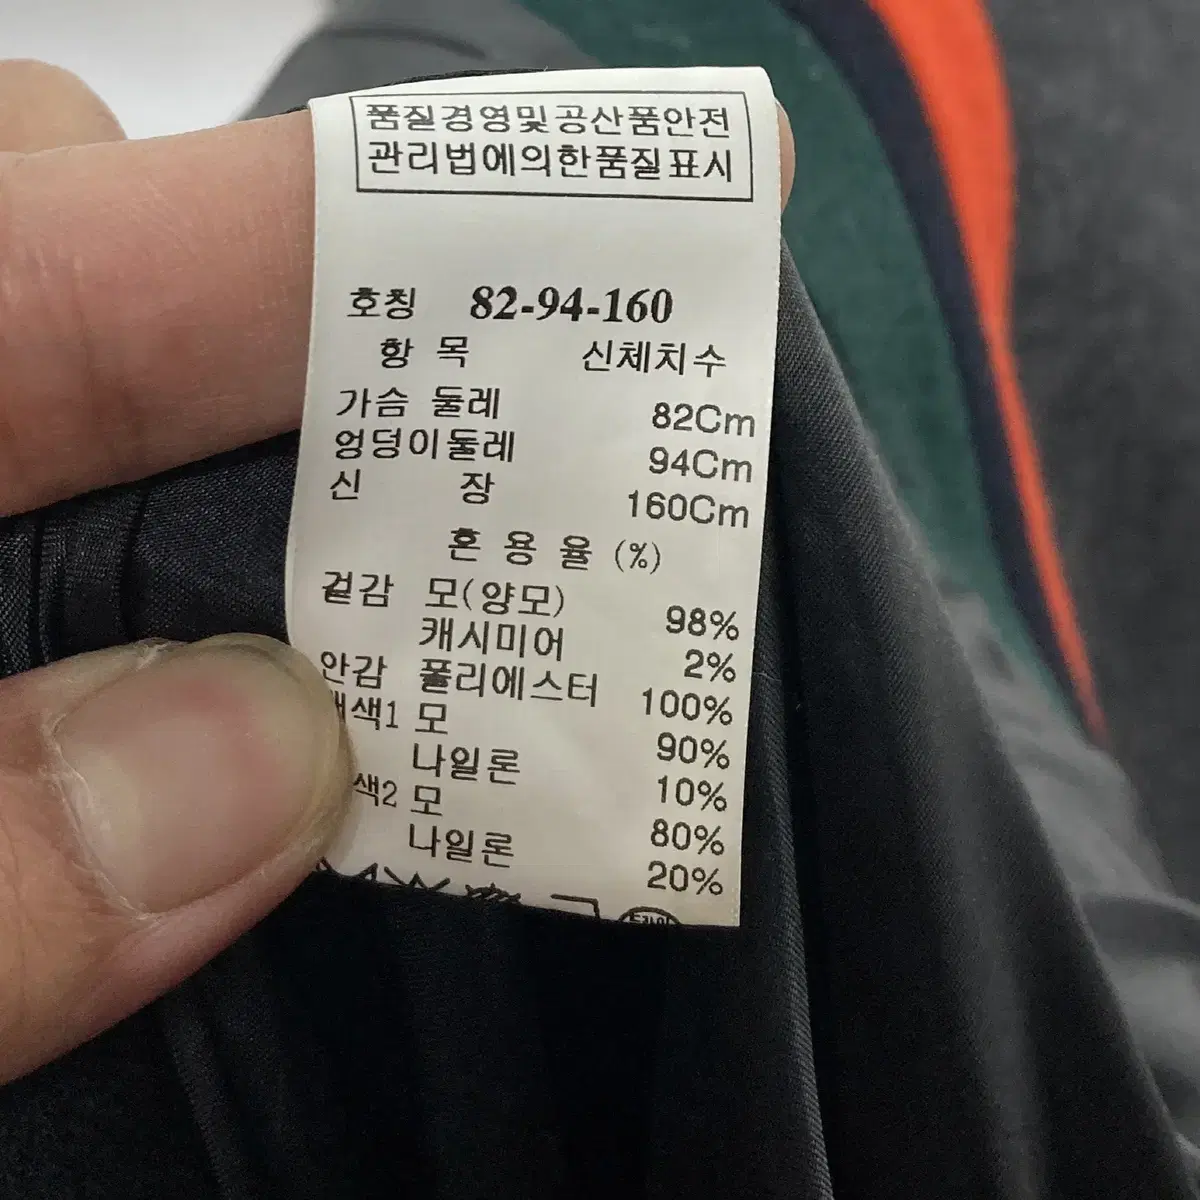 품질경영및공산품안전
관리법에의한품질표시
호칭 82-94-160
항 목 신체치수
가슴 둘레 82Cm
엉덩이둘레 94Cm
신 장 160Cm
혼 용 율 (%)
겉감 모(양모) 98%
캐시미어 2%
안감 폴리에스터 100%
색1 모 90%
나일론 10%
색2 모 80%
나일론 20%